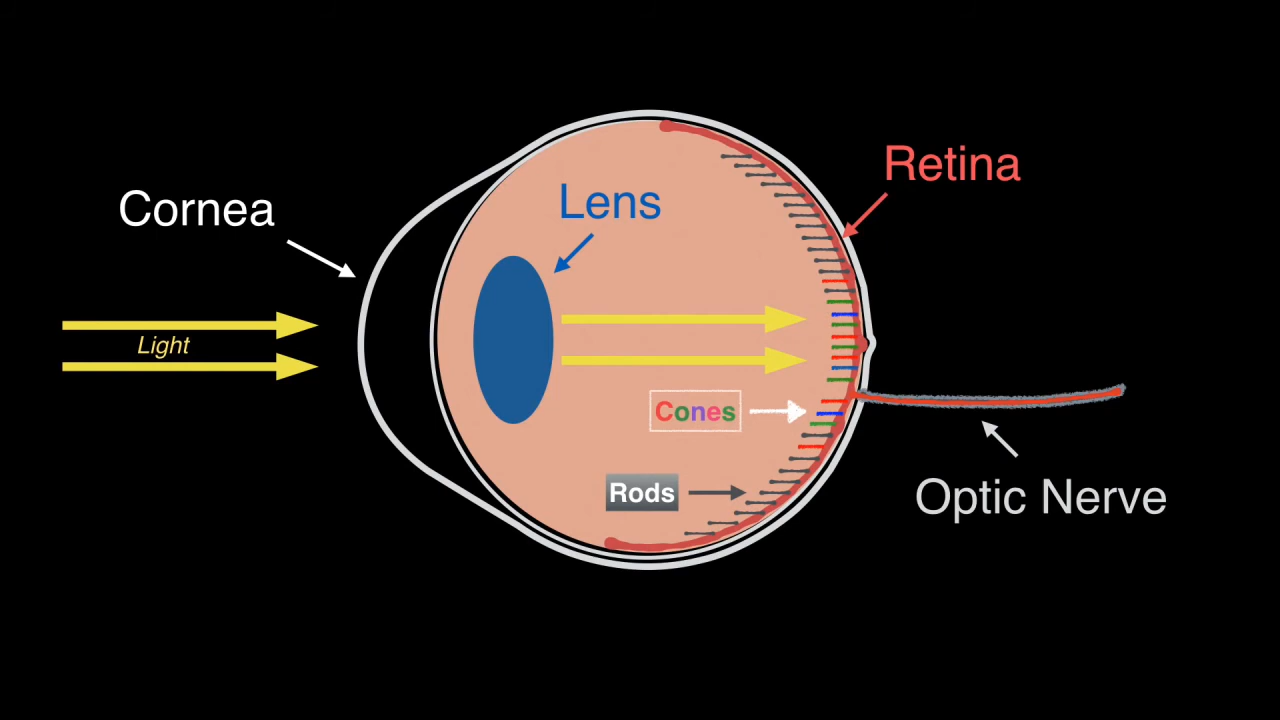 Retina
Lens
Cornea
Light
Cones
Rods
Optic Nerve